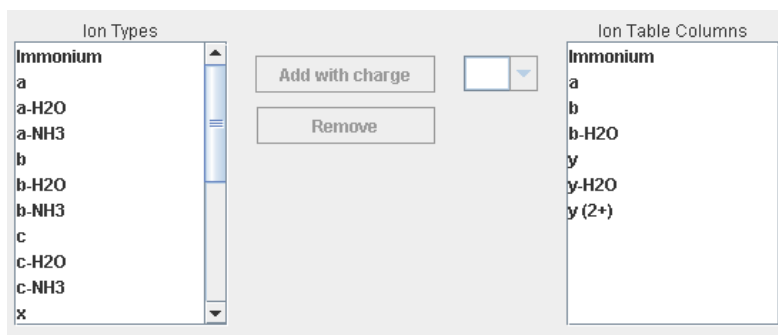 Ion Types
Immonium
a
a-H2O
a-NH3
b
b-H2O
b-NH3
c
c-H2O
c-NH3
x
Add with charge
Remove
Ion Table Columns
Immonium
a
b
b-H2O
y
y-H2O
y (2+)